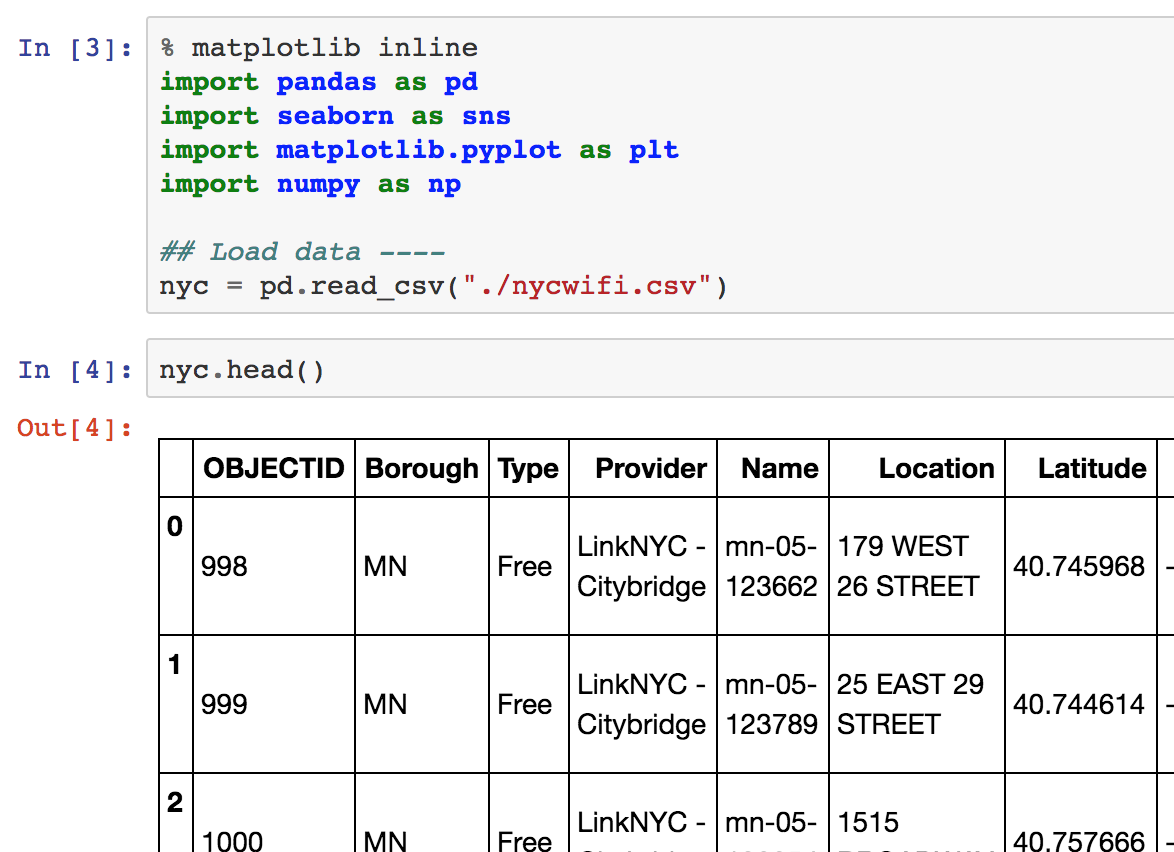 In [3]:
% matplotlib inline
import pandas as pd
import seaborn as sns
import matplotlib.pyplot as plt
import numpy as np
## Load data ----
nyc = pd.read_csv("./nycwifi.csv")
In [4]:
nyc.head()
Out[4]:
OBJECTID Borough Type Provider Name Location Latitude
0
LinkNYC - mn-05- 179 WEST
998 MN Free 40.745968 -
Citybridge 123662 26 STREET
1
LinkNYC - mn-05- 25 EAST 29
999 MN Free 40.744614 -
Citybridge 123789 STREET
2
LinkNYC - mn-05- 1515
1000 MN Free 40.757666 -